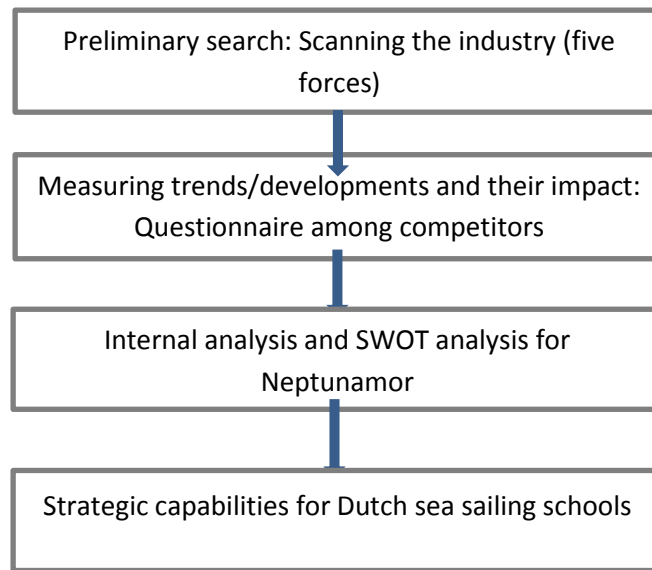 Preliminary search: Scanning the industry (five
forces)
Measuring trends/developments and their impact:
Questionnaire among competitors
Internal analysis and SWOT analysis for
Neptunamor
Strategic capabilities for Dutch sea sailing schools